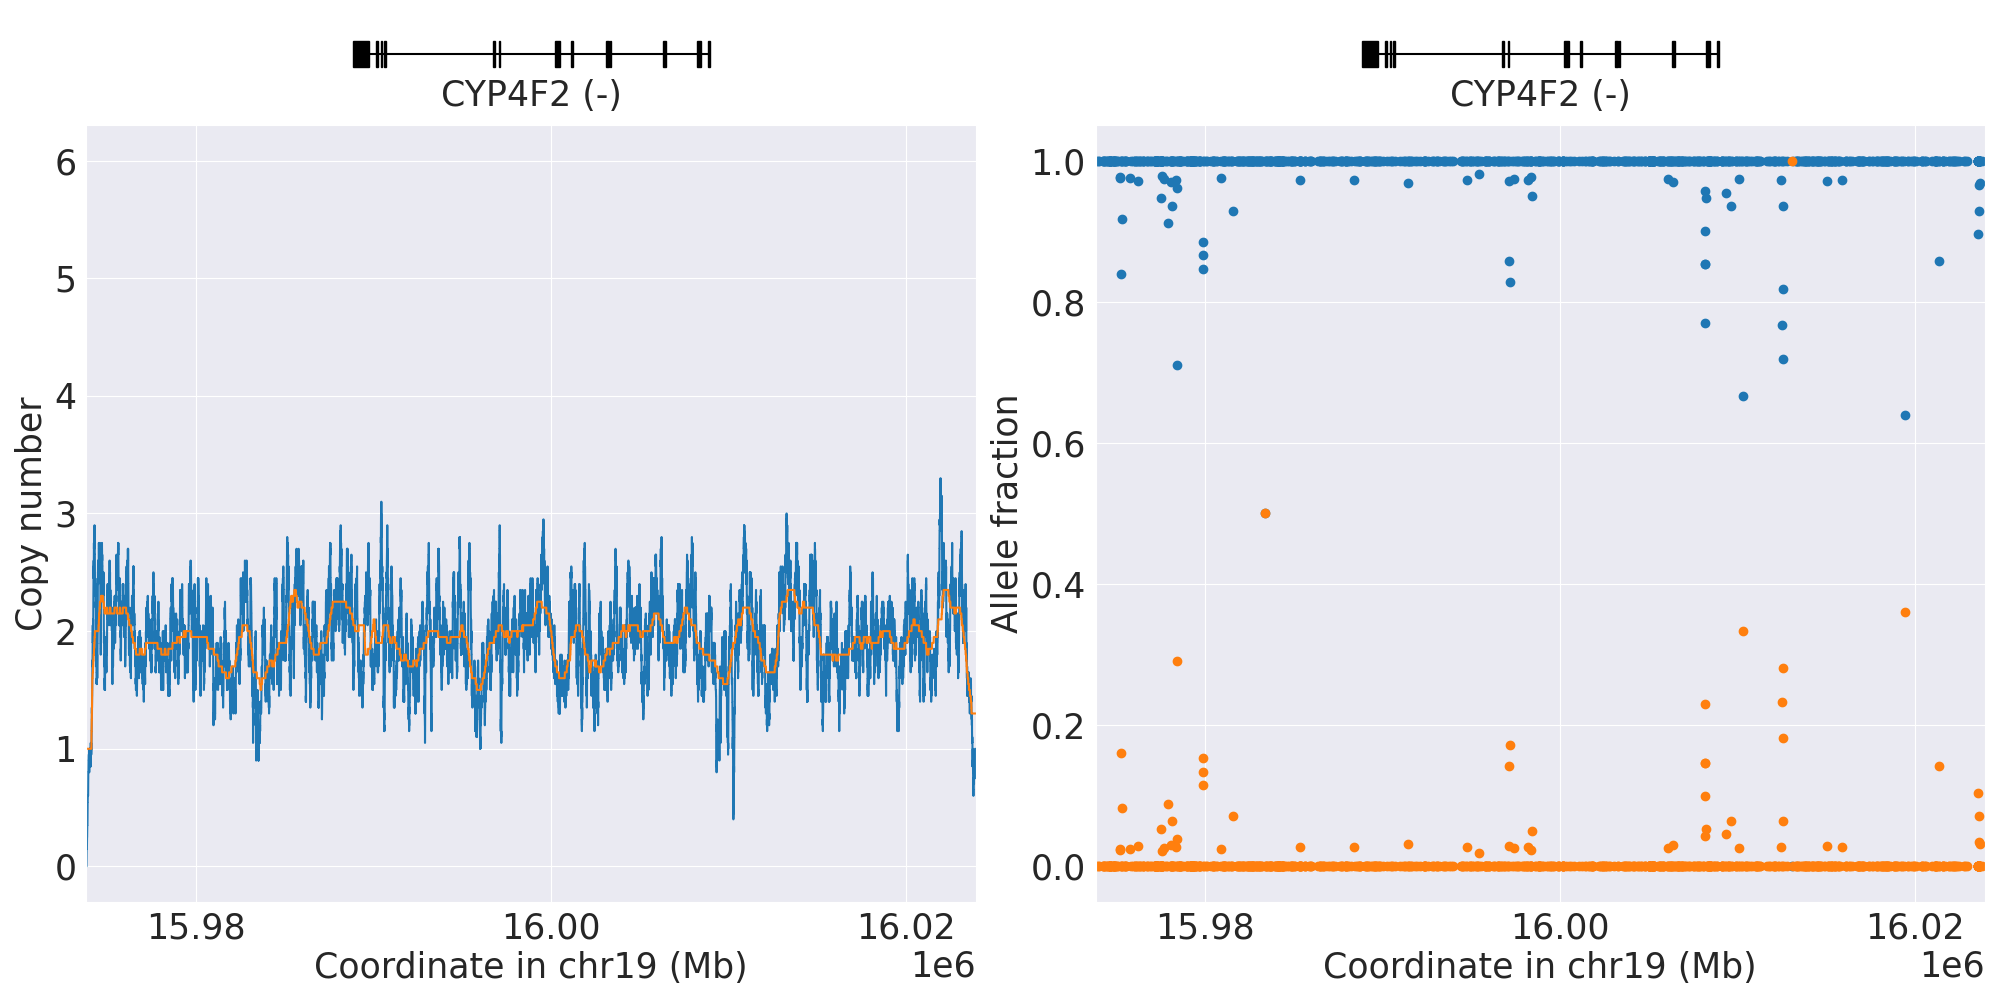 CYP4F2 (-)
CYP4F2 (-)
Copy number
6
5
4
3
2
1
0
15.98
16.00
16.02
Coordinate in chr19 (Mb)
1e6
Allele fraction
1.0
0.8
0.6
0.4
0.2
0.0
15.98
16.00
16.02
Coordinate in chr19 (Mb)
1e6